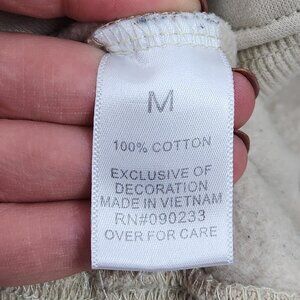 M
100% COTTON
EXCLUSIVE OF
DECORATION
MADE IN VIETNAM
RN#090233
OVER FOR CARE